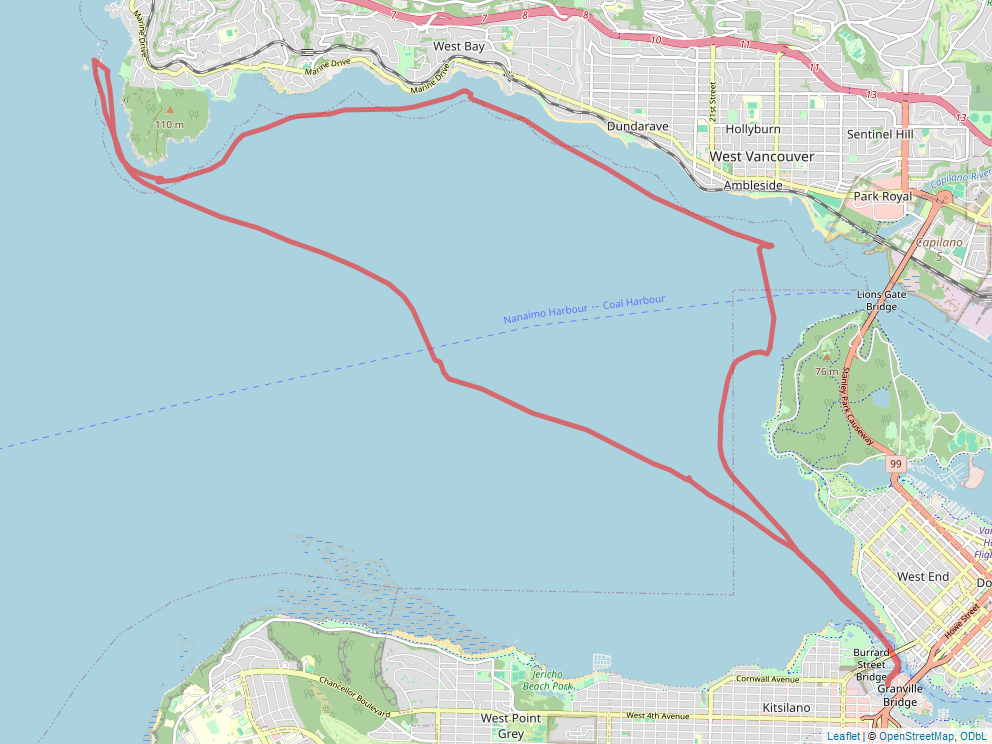 7
7
8
8
West Bay
Marine Drive
Marine Drive
Marine Drive
10
11
11
13
13
21st Street
110 m
Dundarave
Hollyburn
Sentinel Hill
West Vancouver
Ambleside
Park Royal
Capilano River
Capilano
5
Nanaimo Harbour -- Coal Harbour
Lions Gate
Bridge
76 m
Stanley Park Causeway
99
West End
Howe Street
Burrard
Street
Bridge
Granville
Bridge
Jericho
Beach Park
Cornwall Avenue
Kitsilano
West 4th Avenue
Chancellor Boulevard
West Point
Grey
Leaflet | © OpenStreetMap, ODbL